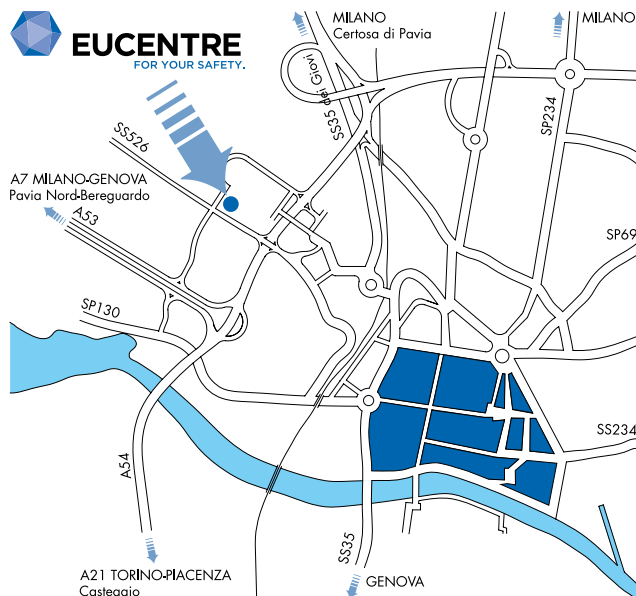 EUCENTRE
FOR YOUR SAFETY.
MILANO
Certosa di Pavia
MILANO
SS35 dei Giovi
SP234
SS526
A7 MILANO-GENOVA
Pavia Nord-Bereguardo
A53
SP69
SP130
SS234
A54
SS35
A21 TORINO-PIACENZA
Casteggio
GENOVA